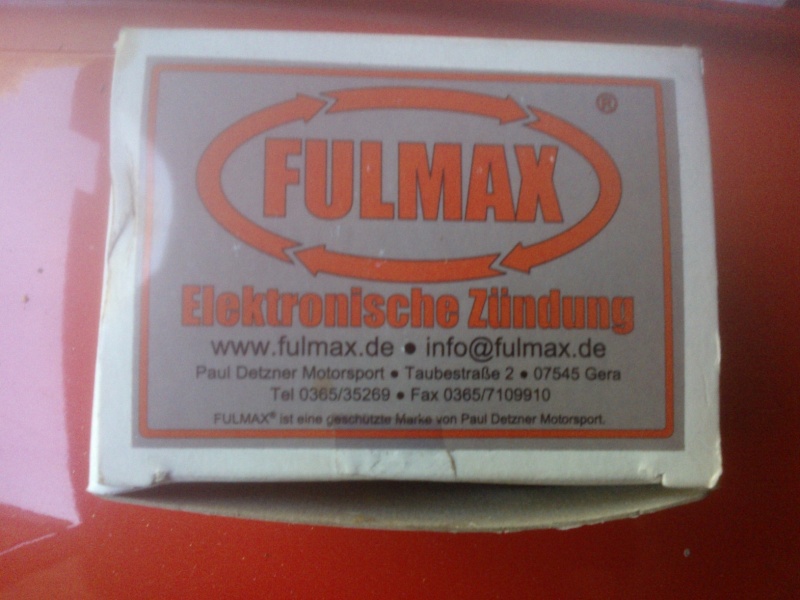 ®
FULMAX
Elektronische Zündung
www.fulmax.de ● info@fulmax.de
Paul Detzner Motorsport ● Taubestraße 2 ● 07545 Gera
Tel 0365/35269 ● Fax 0365/7109910
FULMAX® ist eine geschützte Marke von Paul Detzner Motorsport.